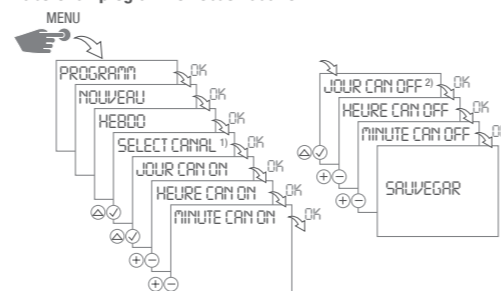 MENU
PROGRAMM OK
NOUVEAU OK
HEBDO OK
SELECT CANAL 1) OK
JOUR CAN ON OK
HEURE CAN ON OK
MINUTE CAN ON OK
JOUR CAN OFF 2) OK
HEURE CAN OFF OK
MINUTE CAN OFF
SAUVEGAR